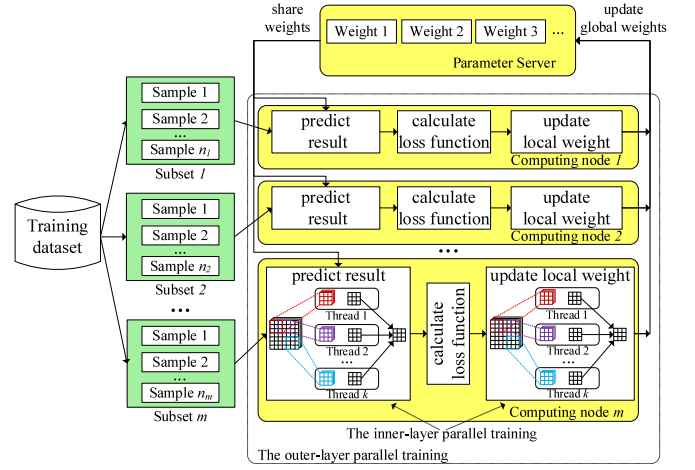 share
weights
Weight 1 Weight 2 Weight 3 ...
Parameter Server
update
global weights
Training
dataset
Sample 1
Sample 2
...
Sample n1
Subset 1
Sample 1
Sample 2
...
Sample n2
Subset 2
...
Sample 1
Sample 2
...
Sample nm
Subset m
predict
result
calculate
loss function
update
local weight
Computing node 1
predict
result
calculate
loss function
update
local weight
Computing node 2
...
predict result
Thread 1
Thread 2
...
Thread k
calculate
loss function
update local weight
Thread 1
Thread 2
...
Thread k
Computing node m
The inner-layer parallel training
The outer-layer parallel training